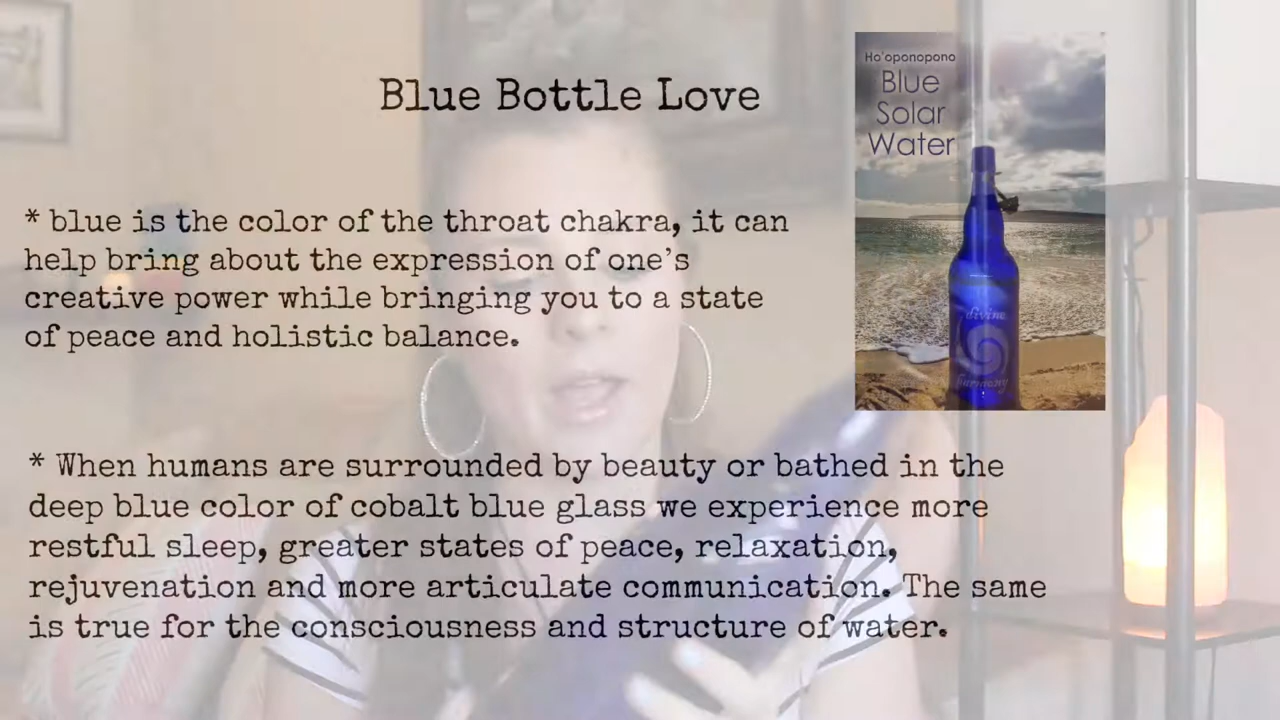 Blue Bottle Love
Ho'oponopono
Blue
Solar
Water
* blue is the color of the throat chakra, it can
help bring about the expression of one's
creative power while bringing you to a state
of peace and holistic balance.
divine
harmony
* When humans are surrounded by beauty or bathed in the
deep blue color of cobalt blue glass we experience more
restful sleep, greater states of peace, relaxation,
rejuvenation and more articulate communication. The same
is true for the consciousness and structure of water.